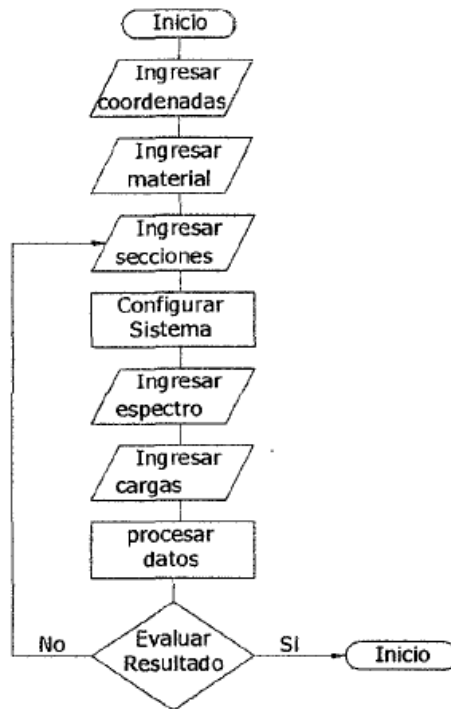 Inicio
Ingresar
coordenadas
Ingresar
material
Ingresar
secciones
Configurar
Sistema
Ingresar
espectro
Ingresar
cargas
procesar
datos
Evaluar
Resultado
No
Si
Inicio